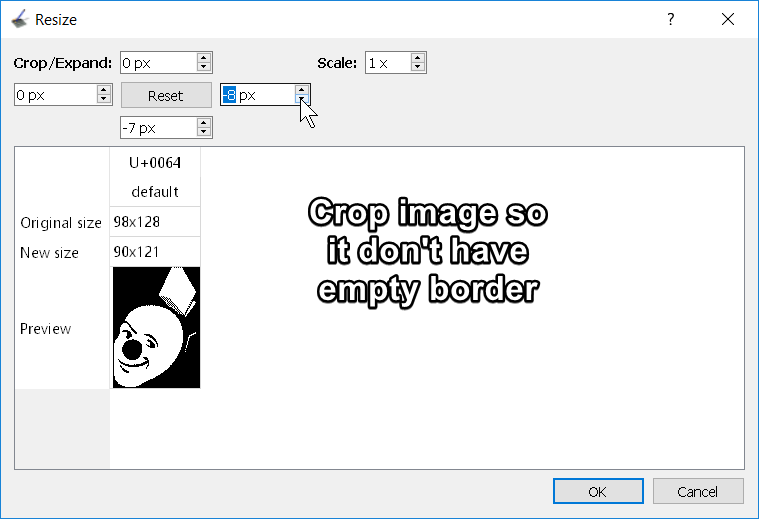 Resize
Crop/Expand: 0 px Scale: 1 x
0 px Reset -8 px
-7 px
U+0064
default
Original size 98x128
New size 90x121
Preview
Crop image so
it don't have
empty border
OK Cancel